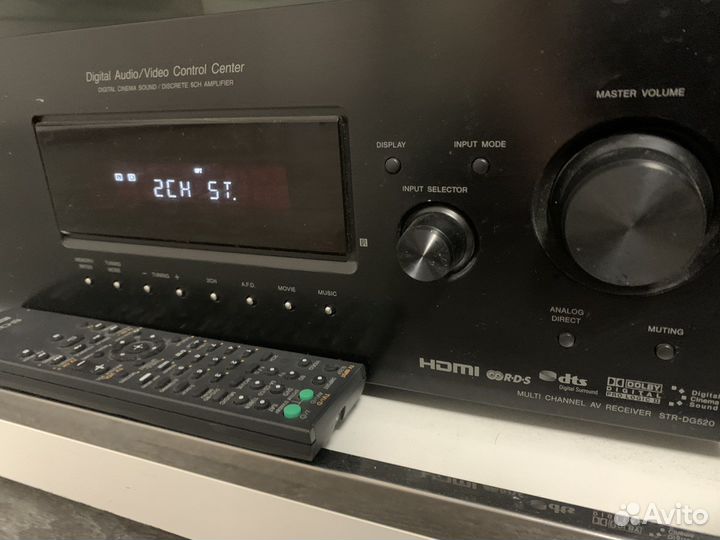 Digital Audio/Video Control Center
DIGITAL CINEMA SOUND / DISCRETE 6CH AMPLIFIER
MASTER VOLUME
DISPLAY
INPUT MODE
INPUT SELECTOR
2CH ST.
MEMORY/
ENTER
TUNING
MODE
− TUNING +
2CH
A.F.D.
MOVIE
MUSIC
ANALOG
DIRECT
MUTING
HDMI
R·D·S
dts
Digital Surround
DOLBY
DIGITAL
PRO LOGIC II
Digital
Cinema
Sound
MULTI CHANNEL AV RECEIVER STR-DG520
Avito